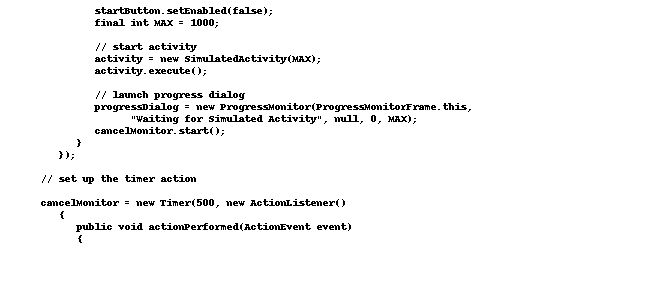 startButton.setEnabled(false);
final int MAX = 1000;
// start activity
activity = new SimulatedActivity(MAX);
activity.execute();
// launch progress dialog
progressDialog = new ProgressMonitor(ProgressMonitorFrame.this,
"Waiting for Simulated Activity", null, 0, MAX);
cancelMonitor.start();
}
});
// set up the timer action
cancelMonitor = new Timer(500, new ActionListener()
{
public void actionPerformed(ActionEvent event)
{